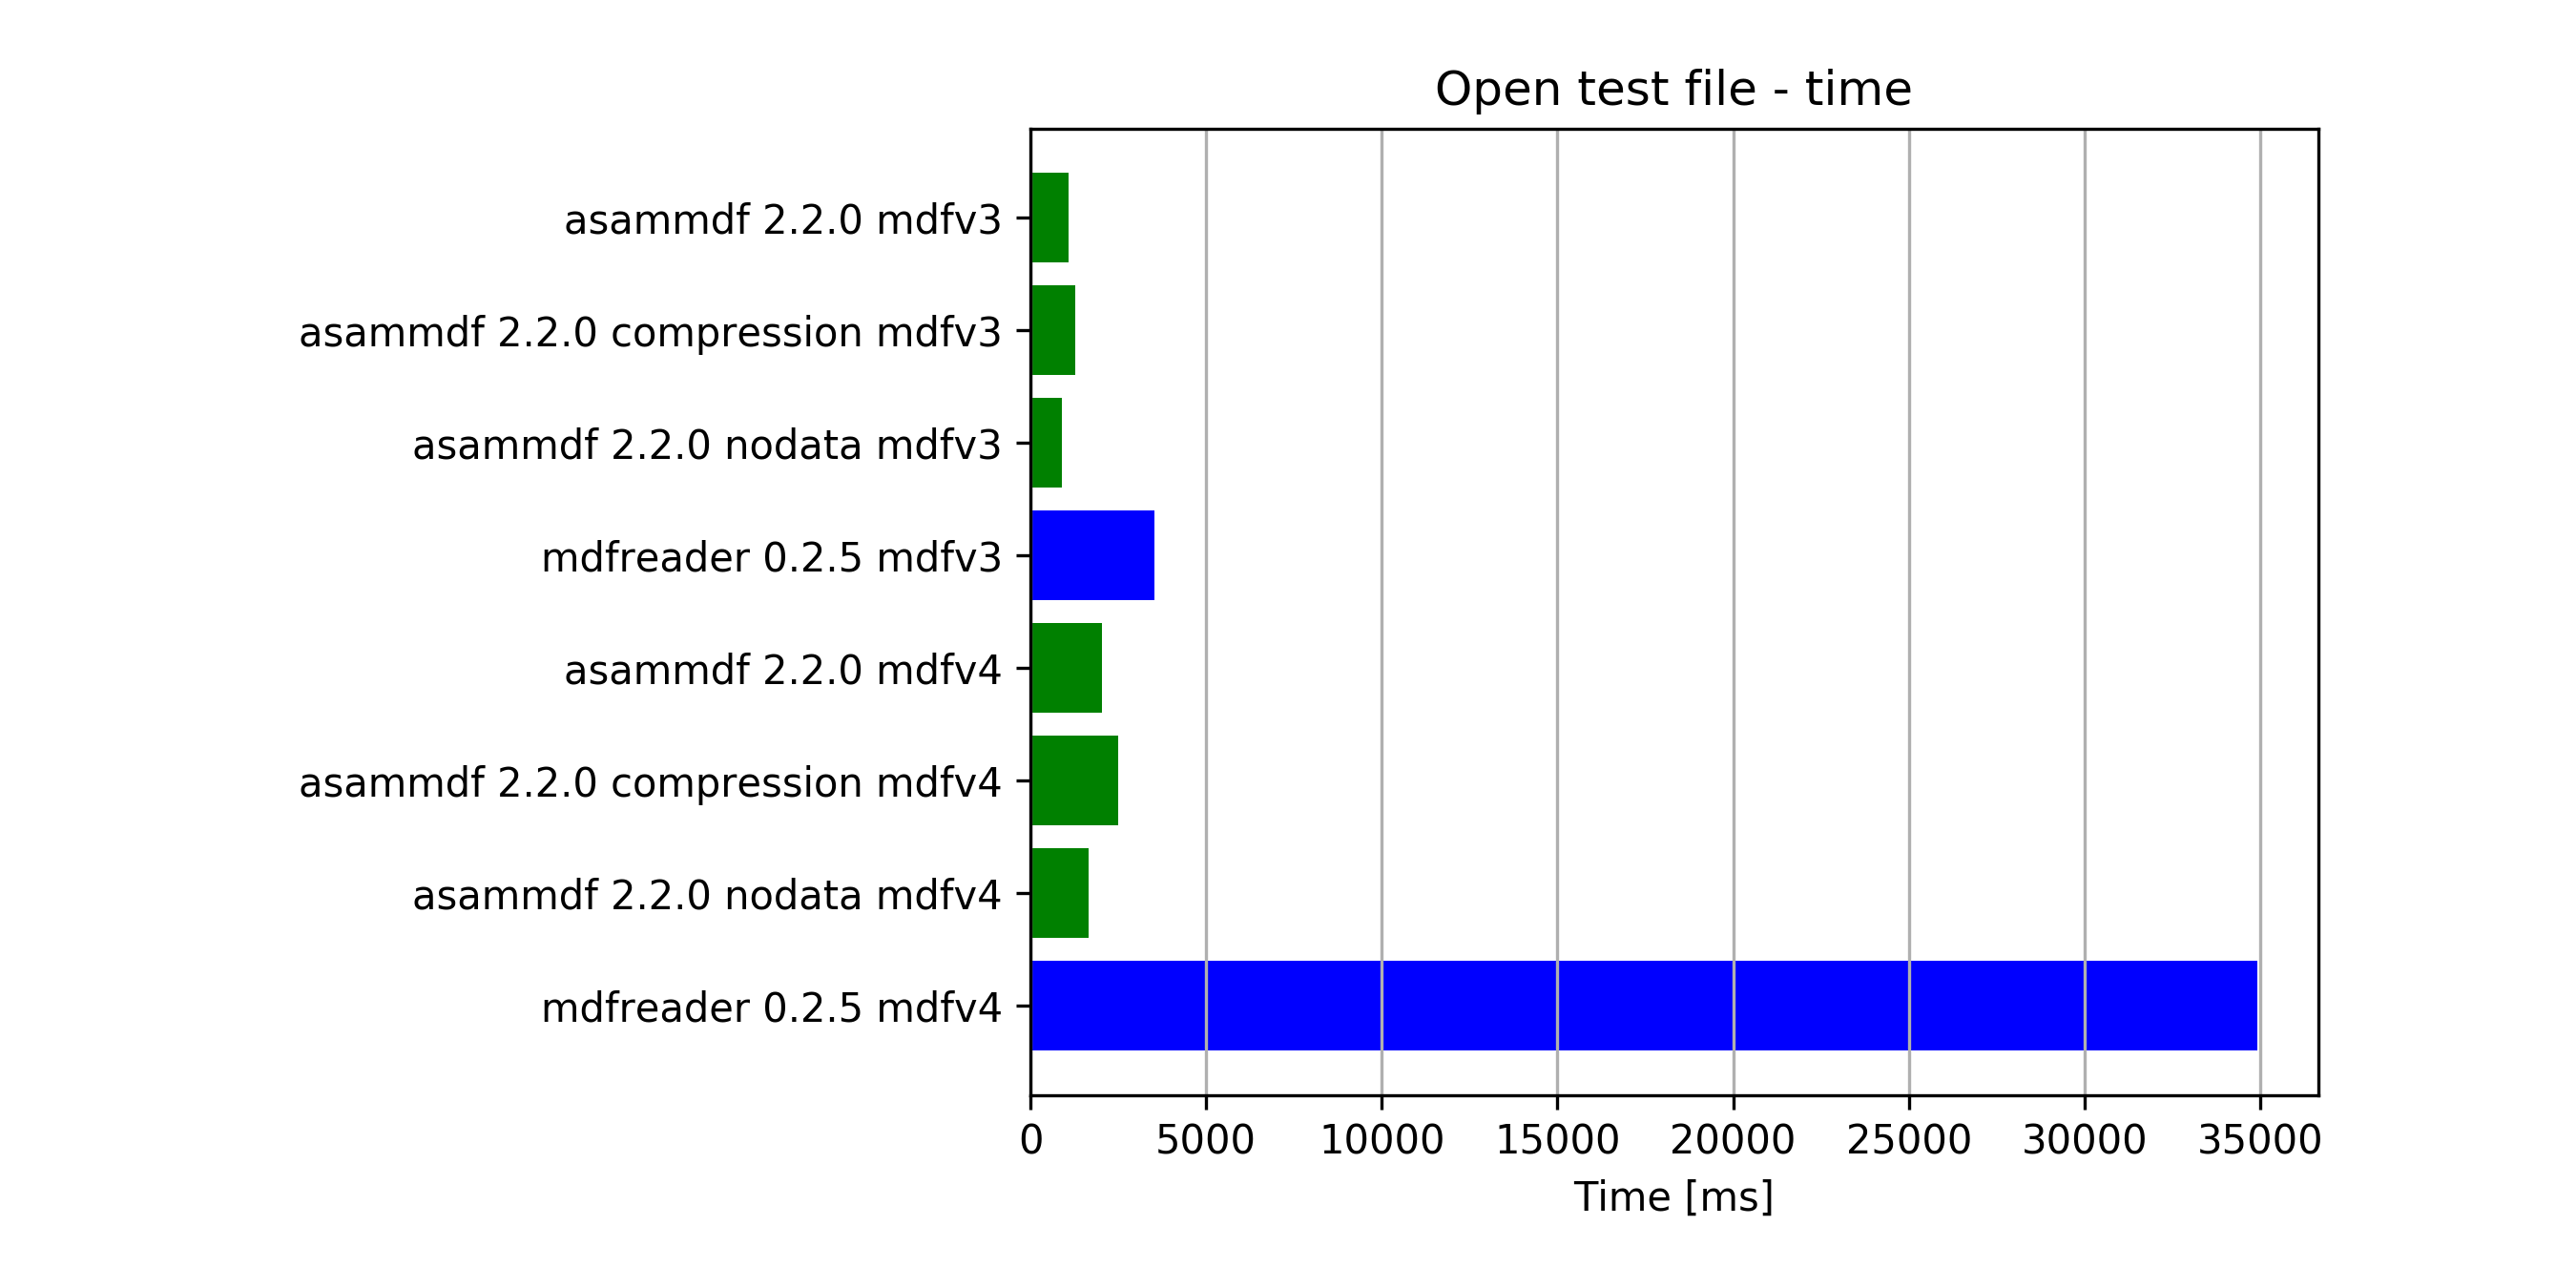 Open test file - time
asammdf 2.2.0 mdfv3
asammdf 2.2.0 compression mdfv3
asammdf 2.2.0 nodata mdfv3
mdfreader 0.2.5 mdfv3
asammdf 2.2.0 mdfv4
asammdf 2.2.0 compression mdfv4
asammdf 2.2.0 nodata mdfv4
mdfreader 0.2.5 mdfv4
0 5000 10000 15000 20000 25000 30000 35000
Time [ms]